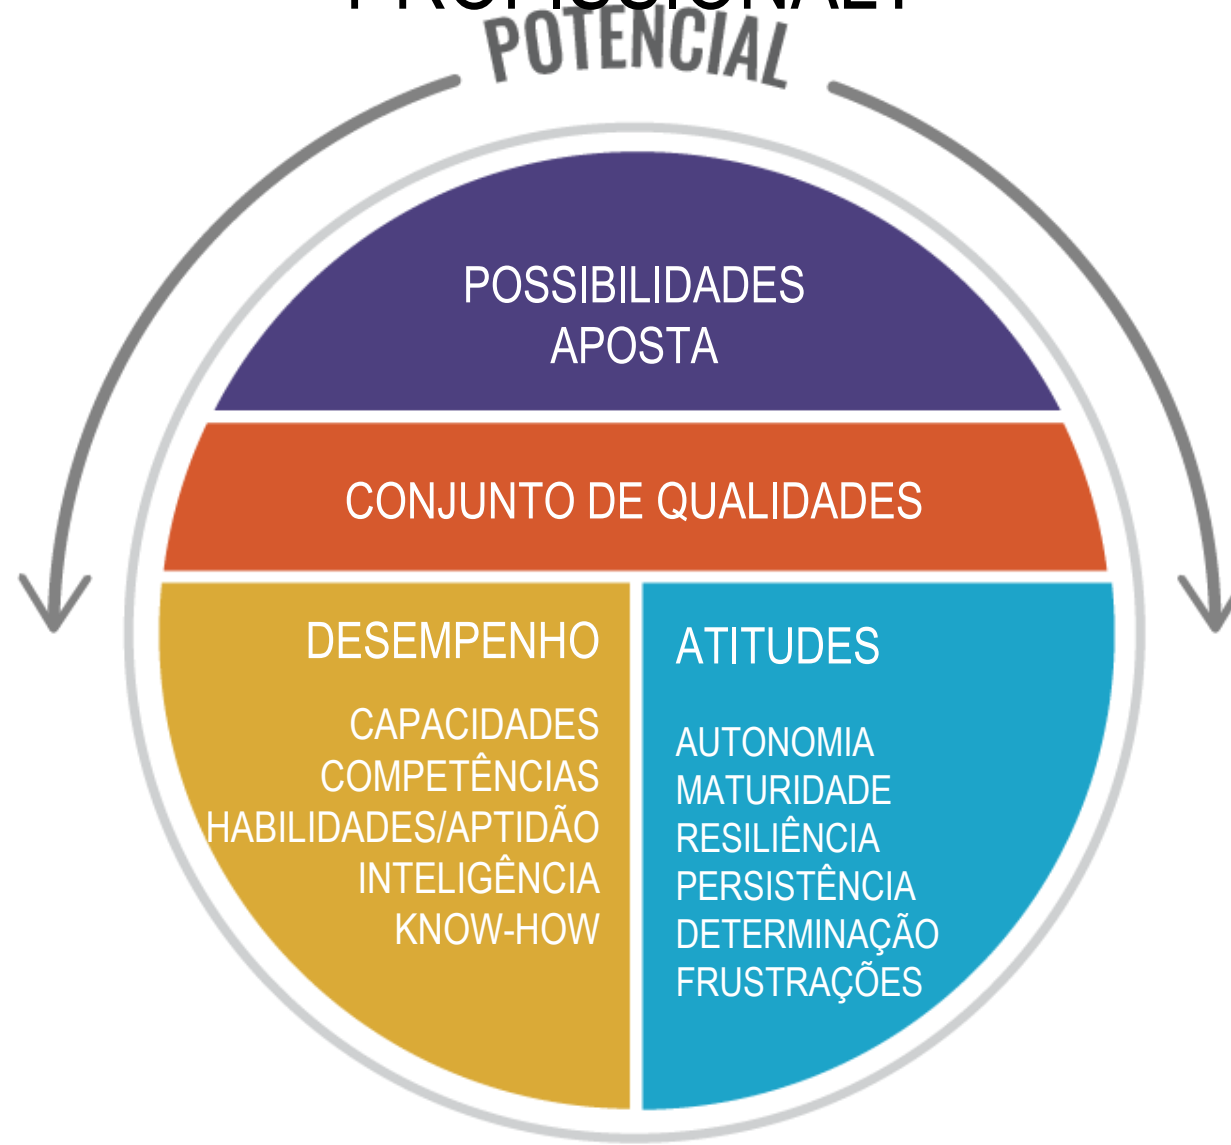 POTENCIAL
POSSIBILIDADES
APOSTA
CONJUNTO DE QUALIDADES
DESEMPENHO
CAPACIDADES
COMPETÊNCIAS
HABILIDADES/APTIDÃO
INTELIGÊNCIA
KNOW-HOW
ATITUDES
AUTONOMIA
MATURIDADE
RESILIÊNCIA
PERSISTÊNCIA
DETERMINAÇÃO
FRUSTRAÇÕES